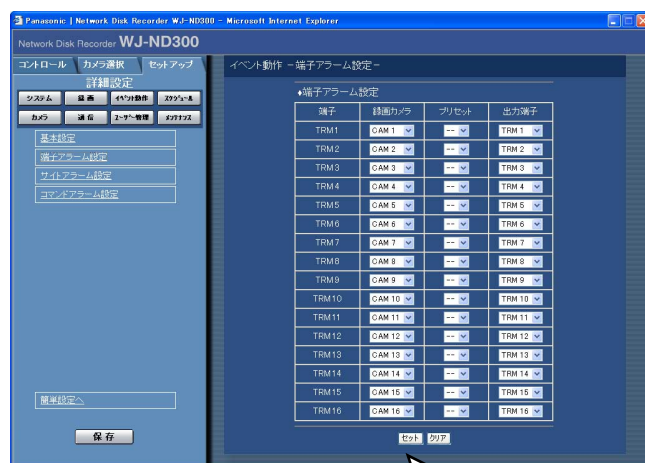 Panasonic | Network Disk Recorder WJ-ND300 - Microsoft Internet Explorer
Network Disk Recorder WJ-ND300
コントロール カメラ選択 セットアップ
詳細設定
システム 録画 イベント動作 スケジュール
カメラ 通信 ユーザー管理 メンテナンス
基本設定
端子アラーム設定
サイトアラーム設定
コマンドアラーム設定
簡単設定へ
保存
イベント動作 −端子アラーム設定−
♦端子アラーム設定
端子 録画カメラ プリセット 出力端子
TRM1 CAM 1 -- TRM 1
TRM2 CAM 2 -- TRM 2
TRM3 CAM 3 -- TRM 3
TRM4 CAM 4 -- TRM 4
TRM5 CAM 5 -- TRM 5
TRM6 CAM 6 -- TRM 6
TRM7 CAM 7 -- TRM 7
TRM8 CAM 8 -- TRM 8
TRM9 CAM 9 -- TRM 9
TRM10 CAM 10 -- TRM 10
TRM11 CAM 11 -- TRM 11
TRM12 CAM 12 -- TRM 12
TRM13 CAM 13 -- TRM 13
TRM14 CAM 14 -- TRM 14
TRM15 CAM 15 -- TRM 15
TRM16 CAM 16 -- TRM 16
セット クリア